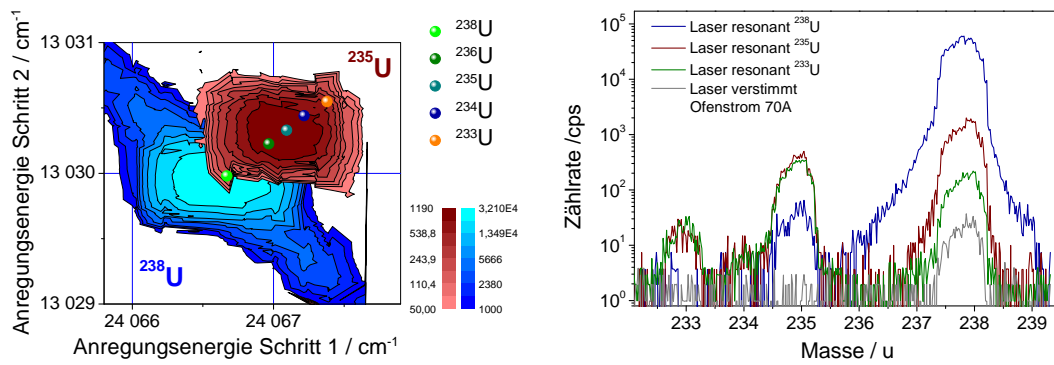 13 031
13 030
13 029
Anregungsenergie Schritt 2 / cm⁻¹
24 066
24 067
Anregungsenergie Schritt 1 / cm⁻¹
²³⁵U
²³⁸U
²³⁸U
²³⁶U
²³⁵U
²³⁴U
²³³U
1190
538,8
243,9
110,4
50,00
3,210E4
1,349E4
5666
2380
1000
Zählrate /cps
10⁵
10⁴
10³
10²
10¹
10⁰
Laser resonant ²³⁸U
Laser resonant ²³⁵U
Laser resonant ²³³U
Laser verstimmt
Ofenstrom 70A
233
234
235
236
237
238
239
Masse / u